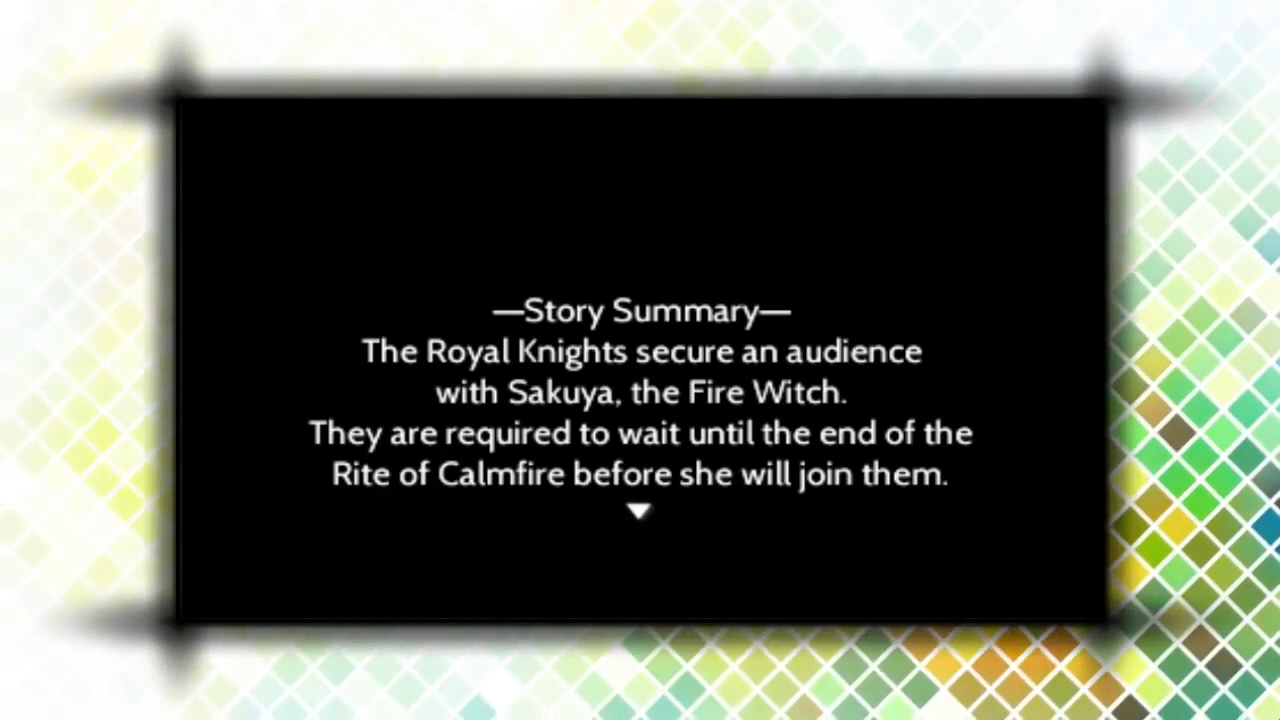 —Story Summary—
The Royal Knights secure an audience
with Sakuya, the Fire Witch.
They are required to wait until the end of the
Rite of Calmfire before she will join them.